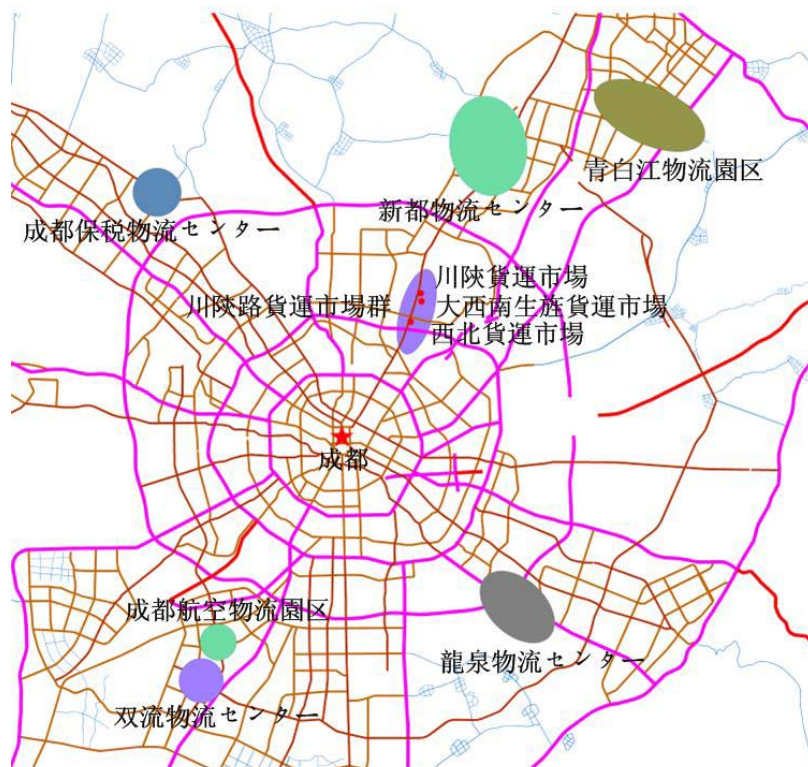 青白江物流園区
新都物流センター
成都保税物流センター
川陝貨運市場
川陝路貨運市場群
大西南生産貨運市場
西北貨運市場
成都
成都航空物流園区
龍泉物流センター
双流物流センター